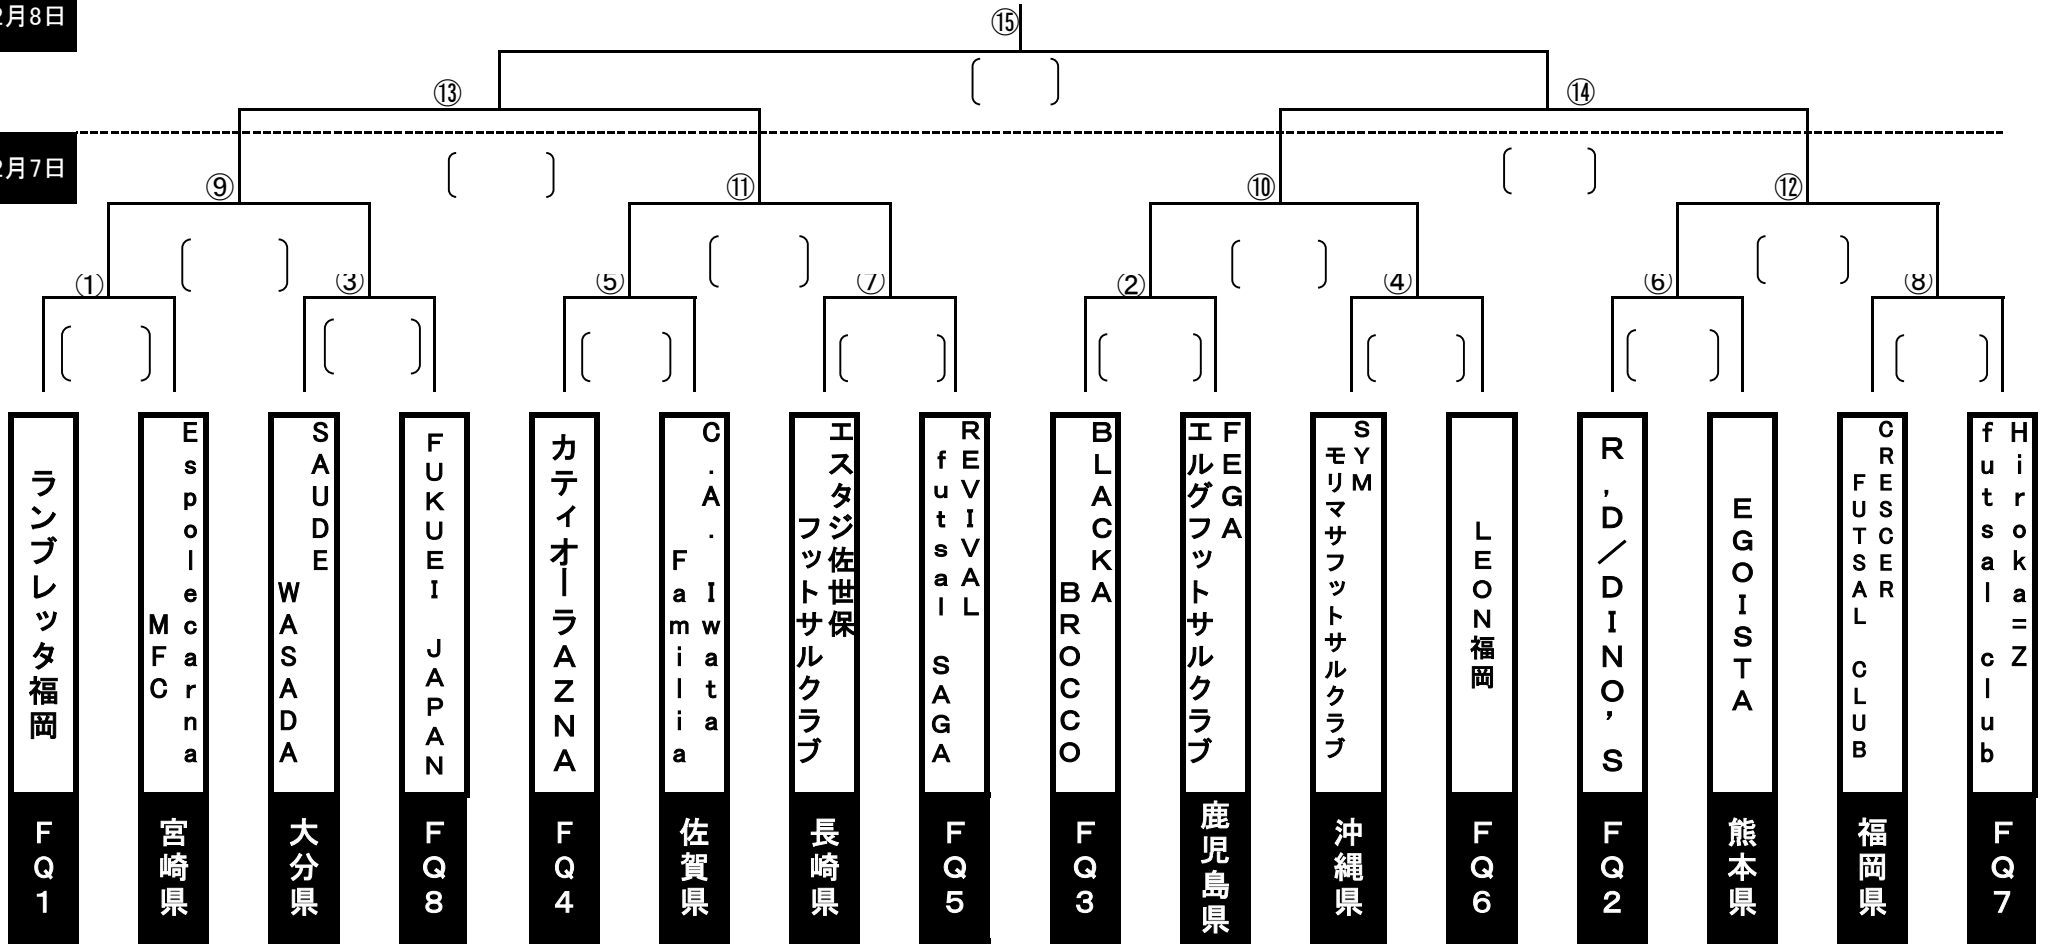 2月8日
⑮
⑬
⑭
2月7日
⑨
⑪
⑩
⑫
①
③
⑤
⑦
②
④
⑥
⑧
ランブレッタ福岡
Espolecarna
MFC
SAUDE
WASADA
FUKUEI JAPAN
カティオーラAZNA
C.A. Iwata
Familia
エスタジ佐世保
フットサルクラブ
REVIVAL
futsal SAGA
BLACKA
BROCCO
FEGA
エルグフットサルクラブ
SYM
モリマサフットサルクラブ
LEON福岡
R,D/DINO’S
EGOISTA
CRESCER
FUTSAL CLUB
Hiroka=Z
futsal club
FQ1
宮崎県
大分県
FQ8
FQ4
佐賀県
長崎県
FQ5
FQ3
鹿児島県
沖縄県
FQ6
FQ2
熊本県
福岡県
FQ7